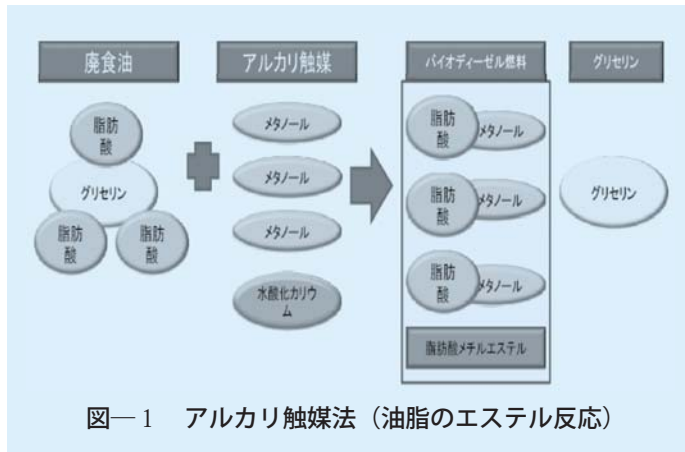 廃食油
アルカリ触媒
バイオディーゼル燃料
グリセリン
脂肪
酸
グリセリン
脂肪
酸
脂肪
酸
メタノール
メタノール
メタノール
水酸化カリウ
ム
脂肪
酸
メタノール
脂肪
酸
メタノール
脂肪
酸
メタノール
脂肪酸メチルエステル
グリセリン
図―1 アルカリ触媒法（油脂のエステル反応）